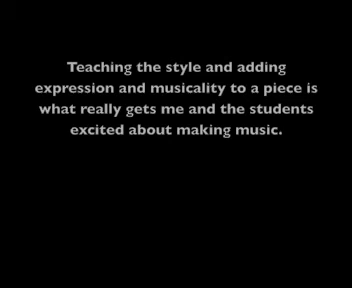 Teaching the style and adding
expression and musicality to a piece is
what really gets me and the students
excited about making music.